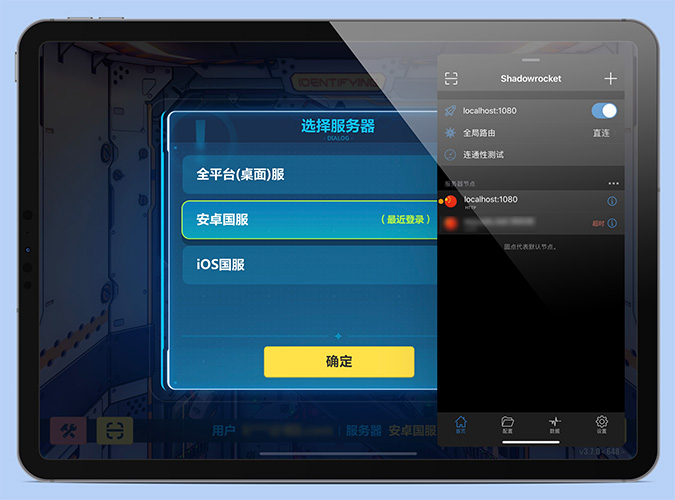 IDENTIFYING
选择服务器
- DIALOG -
全平台(桌面)服
安卓国服
(最近登录)
iOS国服
确定
用户
服务器
安卓国服
Shadowrocket
localhost:1080
全局路由
直连
连通性测试
服务器节点
localhost:1080
HTTP
超时
圆点代表默认节点。
首页
配置
数据
设置
v3.7.0 - 648 -